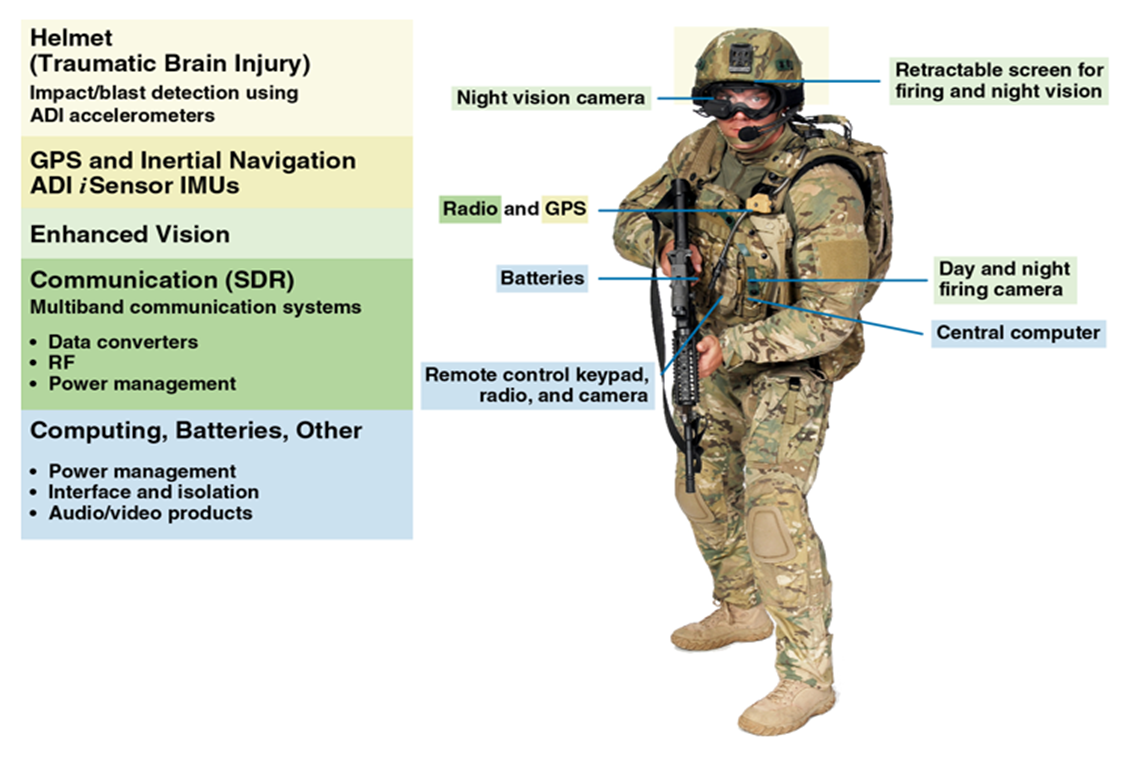 Helmet
(Traumatic Brain Injury)
Impact/blast detection using
ADI accelerometers
GPS and Inertial Navigation
ADI iSensor IMUs
Enhanced Vision
Communication (SDR)
Multiband communication systems
• Data converters
• RF
• Power management
Computing, Batteries, Other
• Power management
• Interface and isolation
• Audio/video products
Night vision camera
Retractable screen for
firing and night vision
Radio and GPS
Batteries
Day and night
firing camera
Central computer
Remote control keypad,
radio, and camera